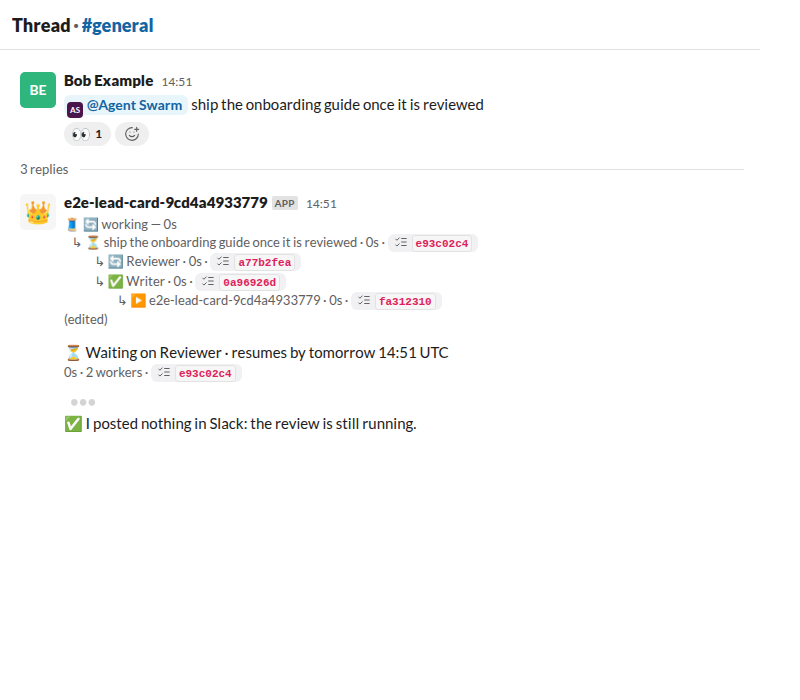 Thread · #general
BE
Bob Example 14:51
AS @Agent Swarm ship the onboarding guide once it is reviewed
👀 1
3 replies
e2e-lead-card-9cd4a4933779 APP 14:51
🧵 🔄 working — 0s
↳ ⏳ ship the onboarding guide once it is reviewed · 0s · e93c02c4
↳ 🔄 Reviewer · 0s · a77b2fea
↳ ✅ Writer · 0s · 0a96926d
↳ ▶️ e2e-lead-card-9cd4a4933779 · 0s · fa312310
(edited)
⏳ Waiting on Reviewer · resumes by tomorrow 14:51 UTC
0s · 2 workers · e93c02c4
✅ I posted nothing in Slack: the review is still running.